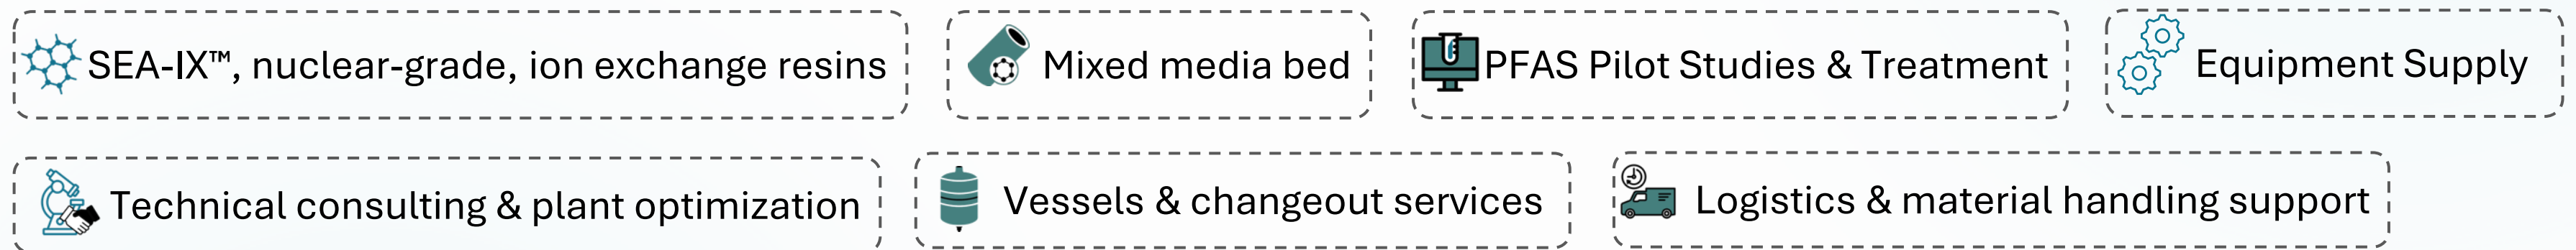 SEA-IX™, nuclear-grade, ion exchange resins
Mixed media bed
PFAS Pilot Studies & Treatment
Equipment Supply
Technical consulting & plant optimization
Vessels & changeout services
Logistics & material handling support